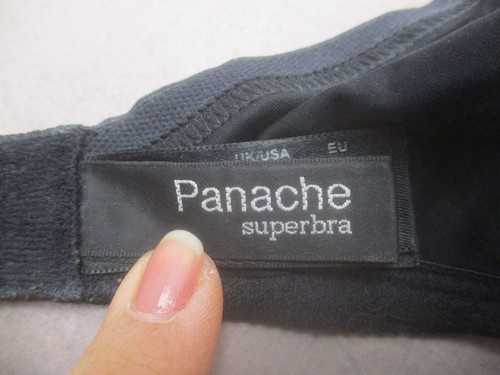 UK/USA EU
Panache
superbra